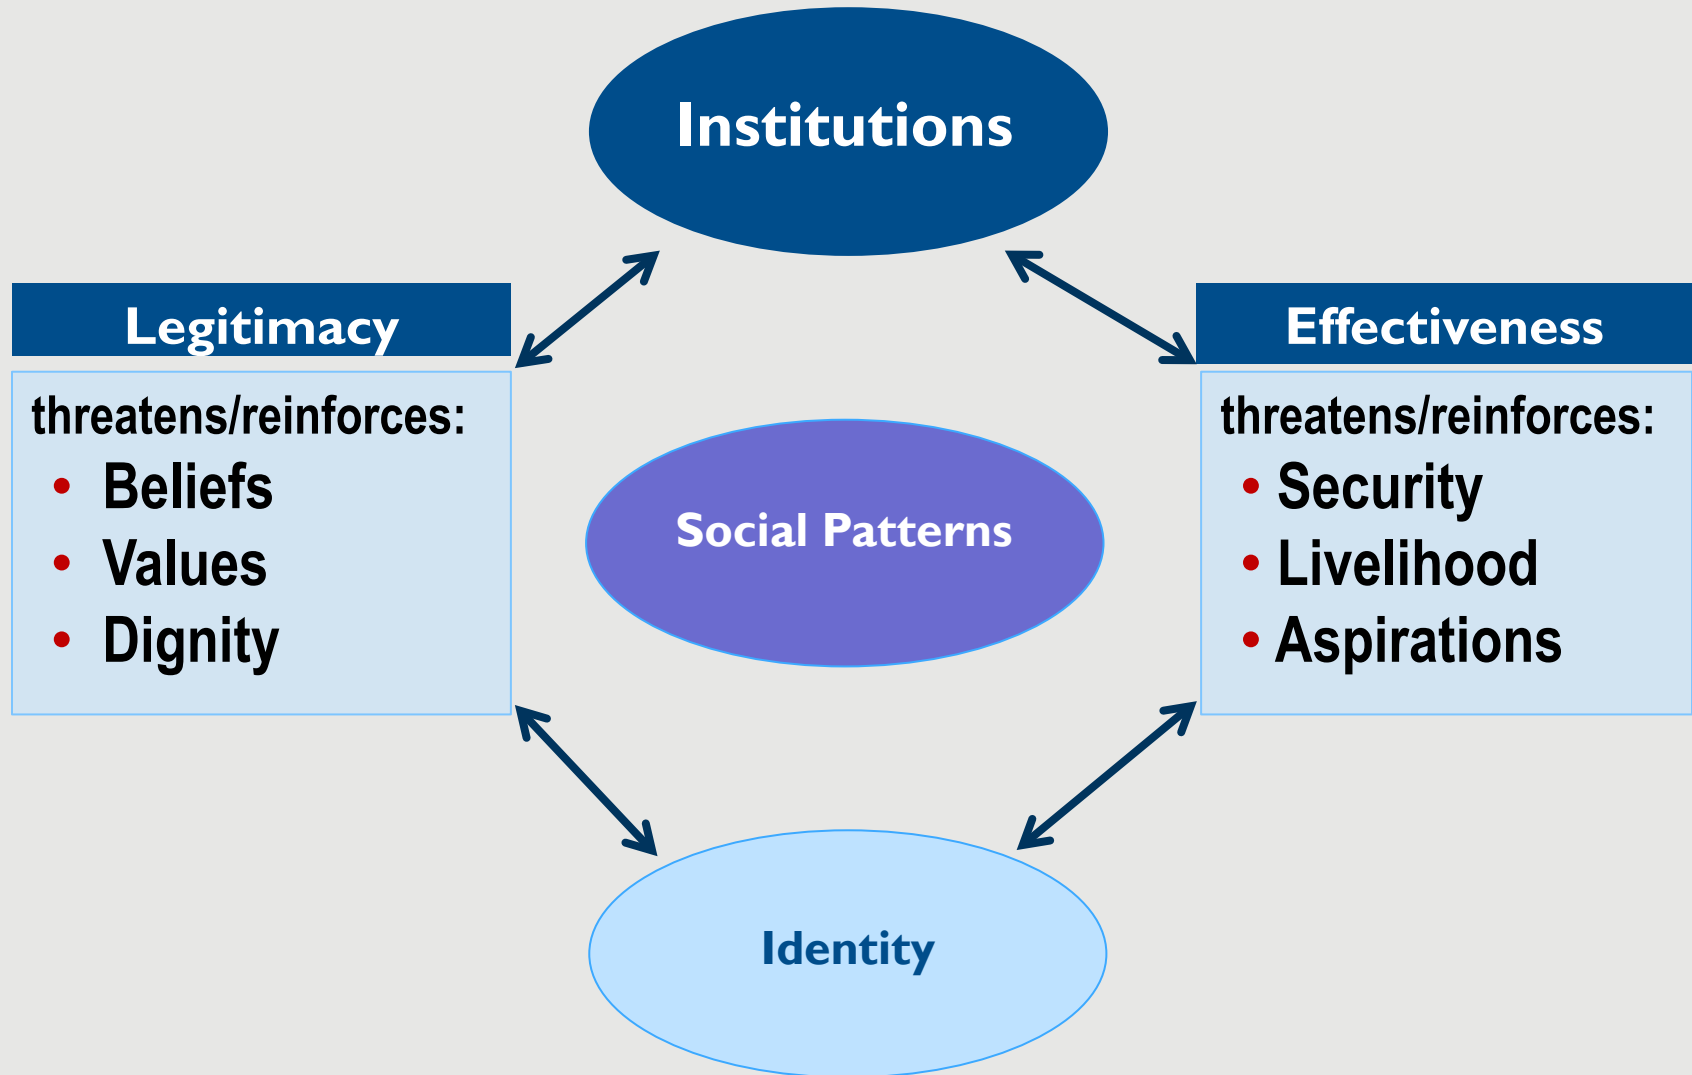 Institutions
Legitimacy
threatens/reinforces:
• Beliefs
• Values
• Dignity
Social Patterns
Effectiveness
threatens/reinforces:
• Security
• Livelihood
• Aspirations
Identity